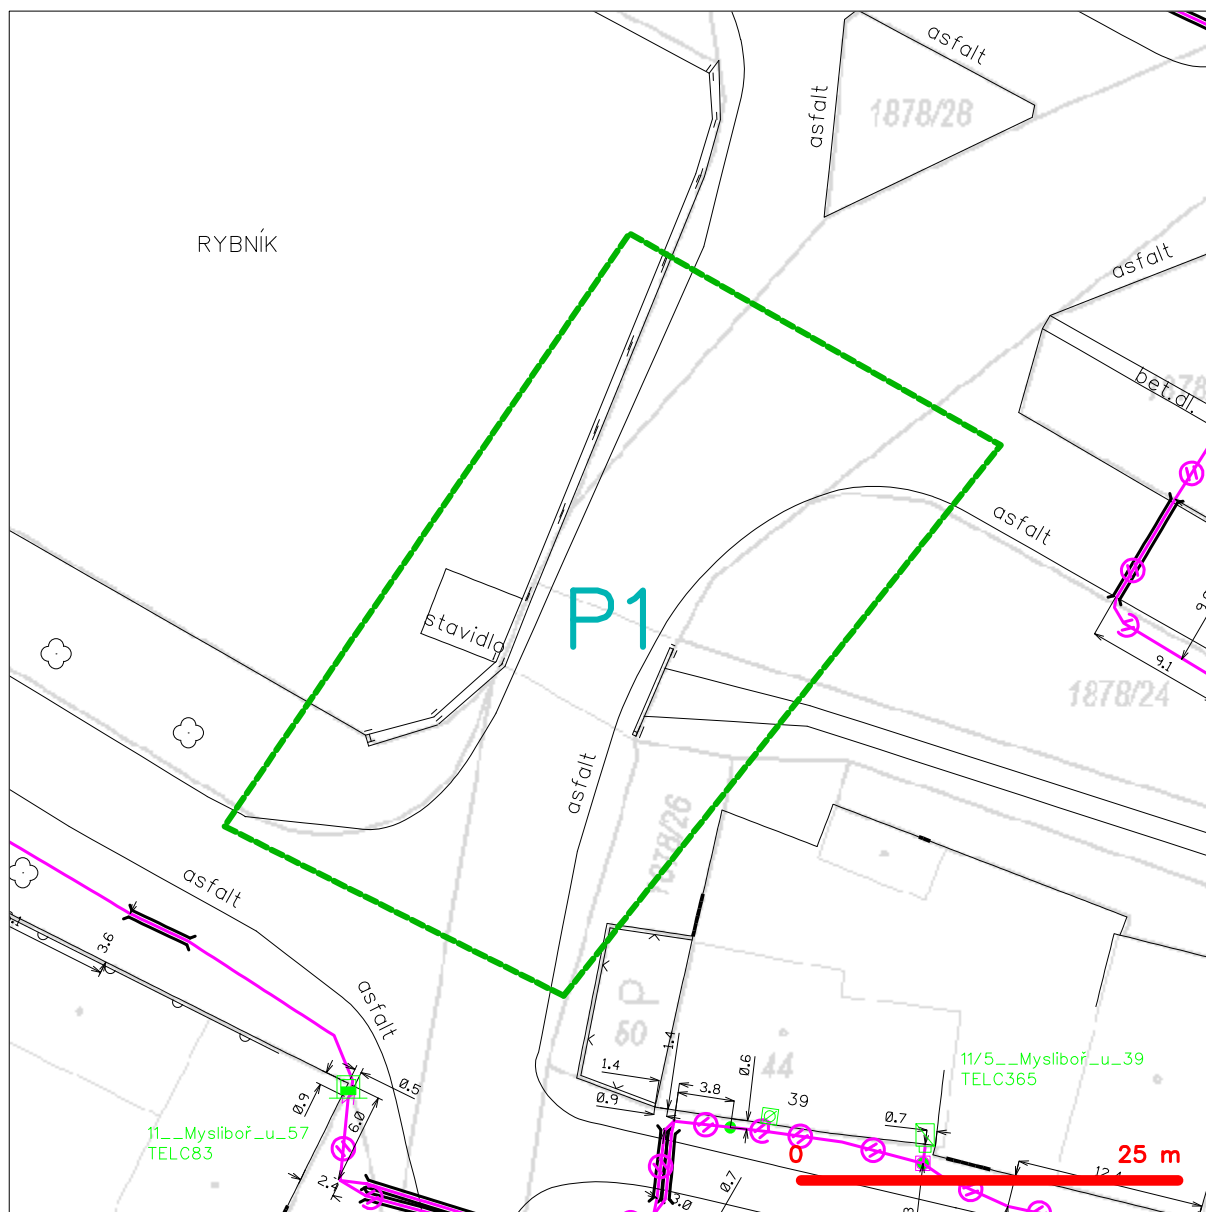 asfalt
asfalt
1878/28
RYBNÍK
asfalt
bet.dl.
asfalt
P1
stavidlo
9.1
1878/24
asfalt
1878/26
asfalt
3.6
asfalt
P
60
1.4
0.6
44
11/5__Mysliboř_u_39
TELC365
0.5
0.9
6.0
1.4
3.8
0.9
39
0.7
11__Mysliboř_u_57
TELC83
0
25 m
2.4
3.0
0.7